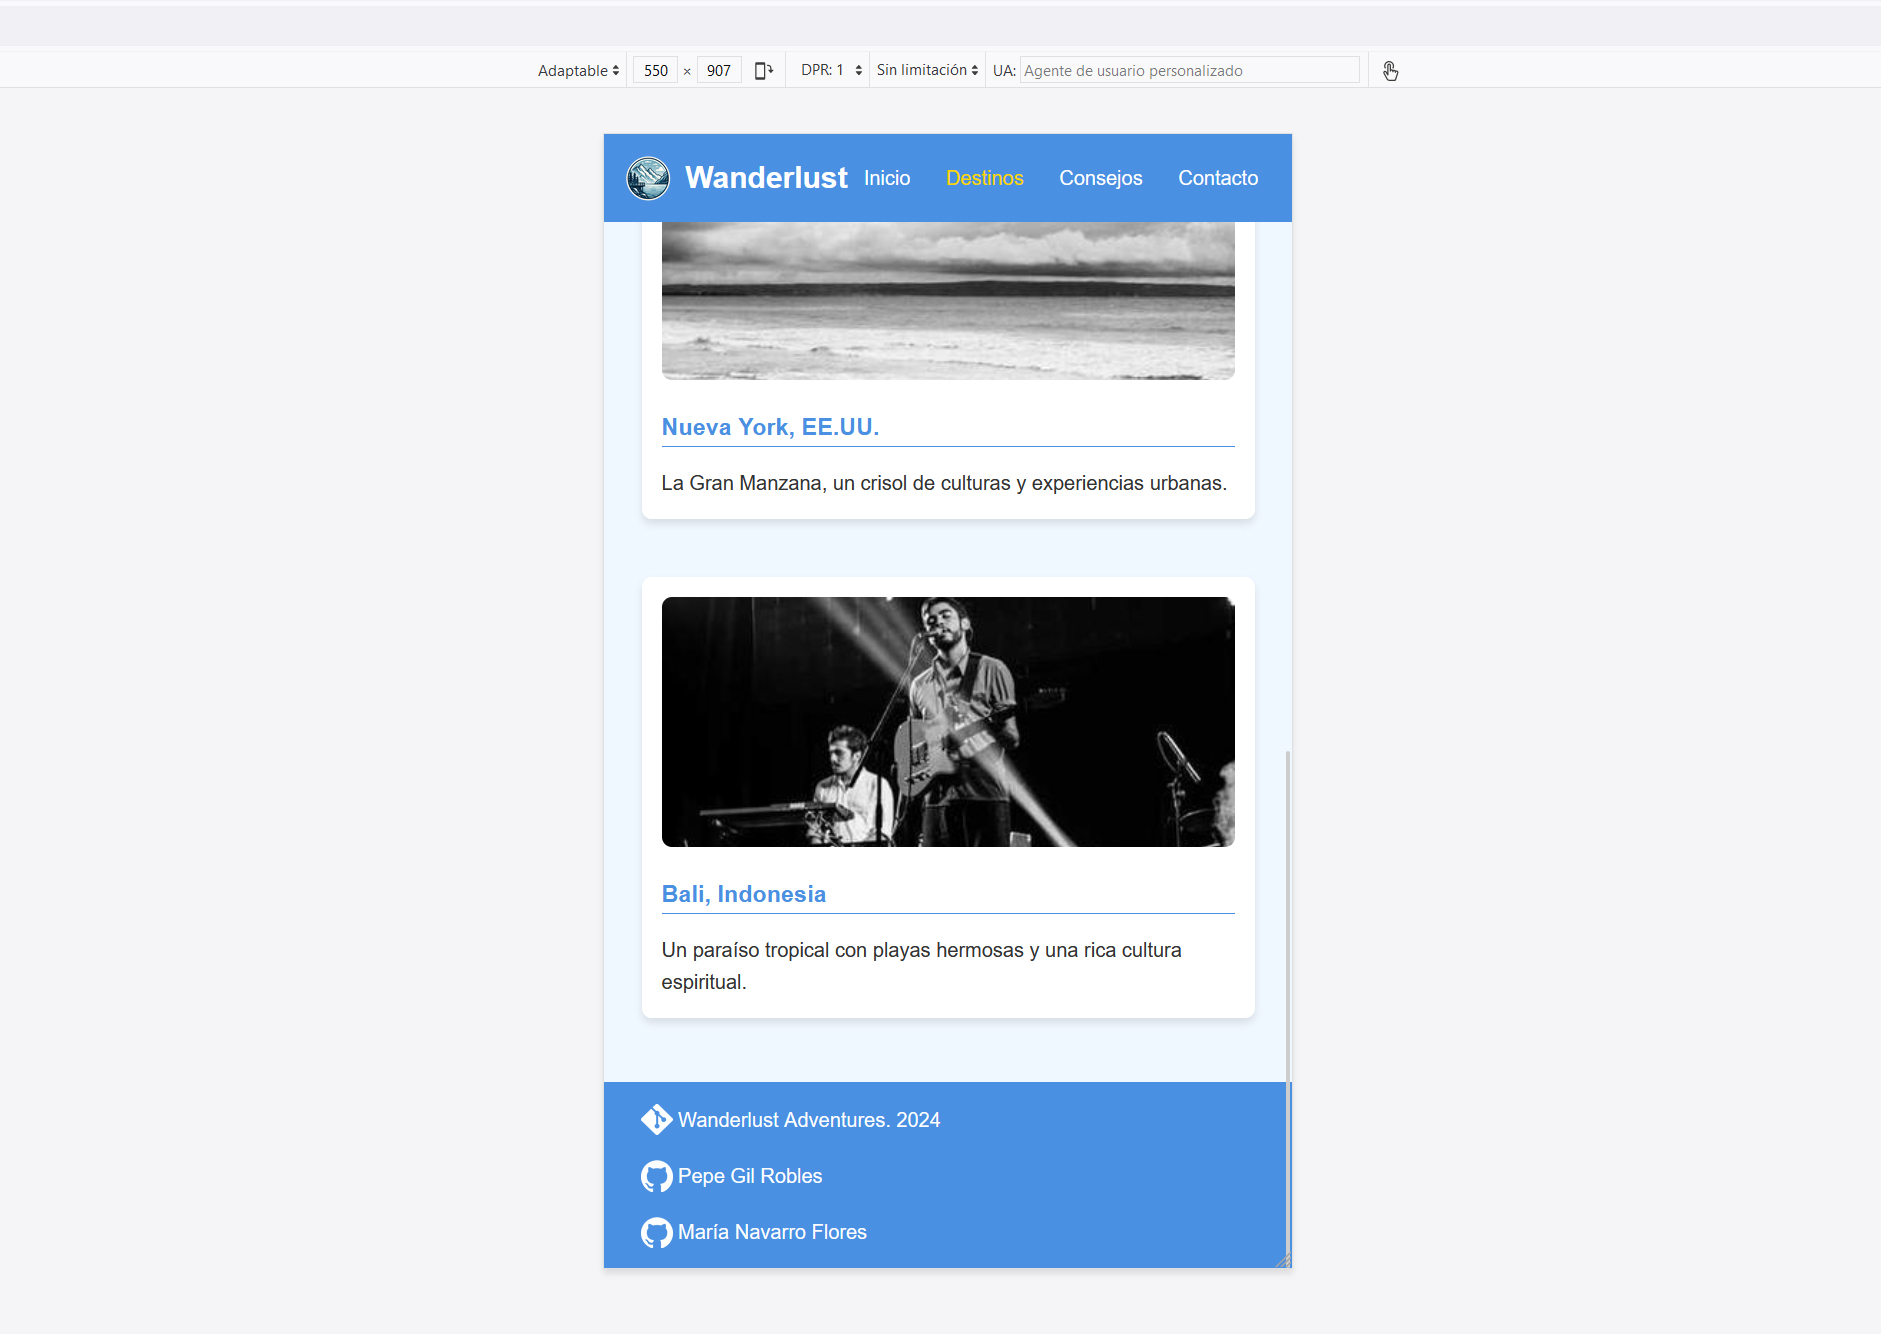 Adaptable 550 × 907 DPR: 1 Sin limitación UA: Agente de usuario personalizado
Wanderlust Inicio Destinos Consejos Contacto
Nueva York, EE.UU.
La Gran Manzana, un crisol de culturas y experiencias urbanas.
Bali, Indonesia
Un paraíso tropical con playas hermosas y una rica cultura
espiritual.
Wanderlust Adventures. 2024
Pepe Gil Robles
María Navarro Flores